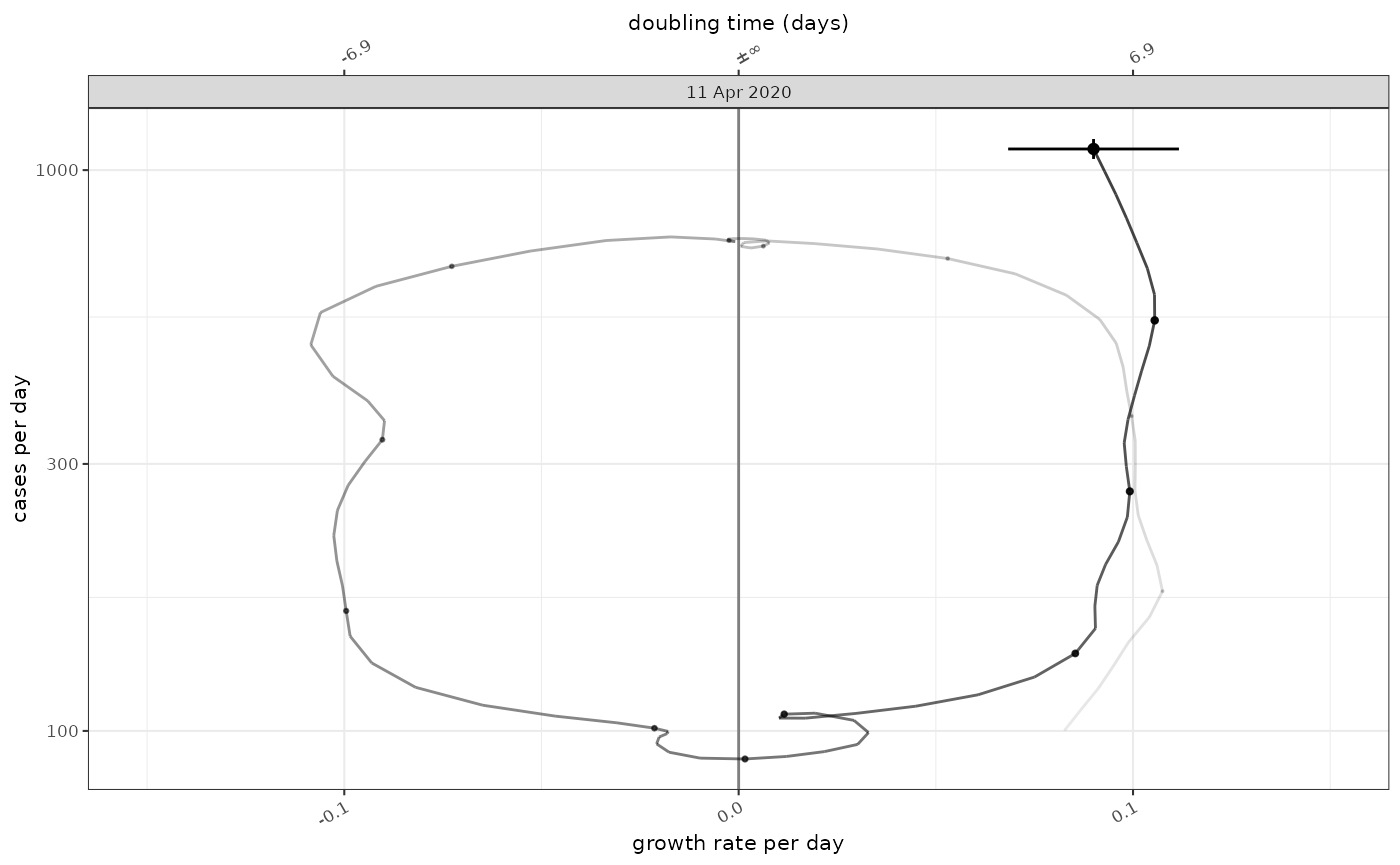 doubling time (days)
-6.9 ±∞ 6.9
11 Apr 2020
1000
300
100
cases per day
-0.1 0.0 0.1
growth rate per day